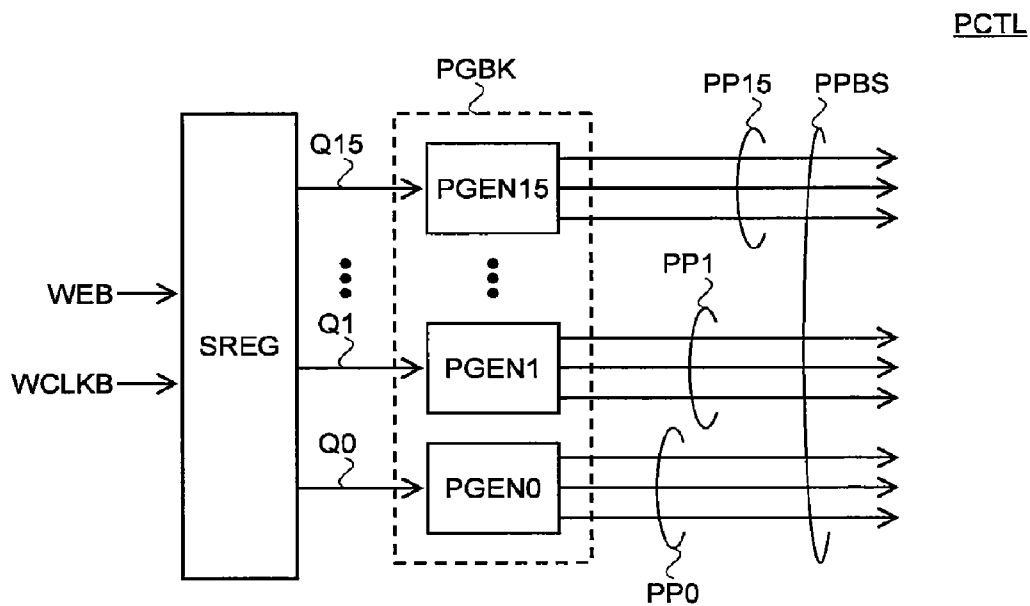 PCTL
PGBK
PP15
PPBS
Q15
PGEN15
PP1
WEB
Q1
SREG
PGEN1
WCLKB
Q0
PGEN0
PP0